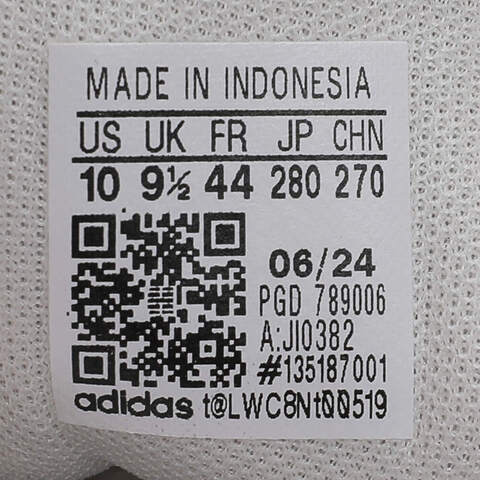 MADE IN INDONESIA
US UK FR JP CHN
10 9½ 44 280 270
06/24
PGD 789006
A:JI0382
#135187001
adidas t@LWC8Nt00519